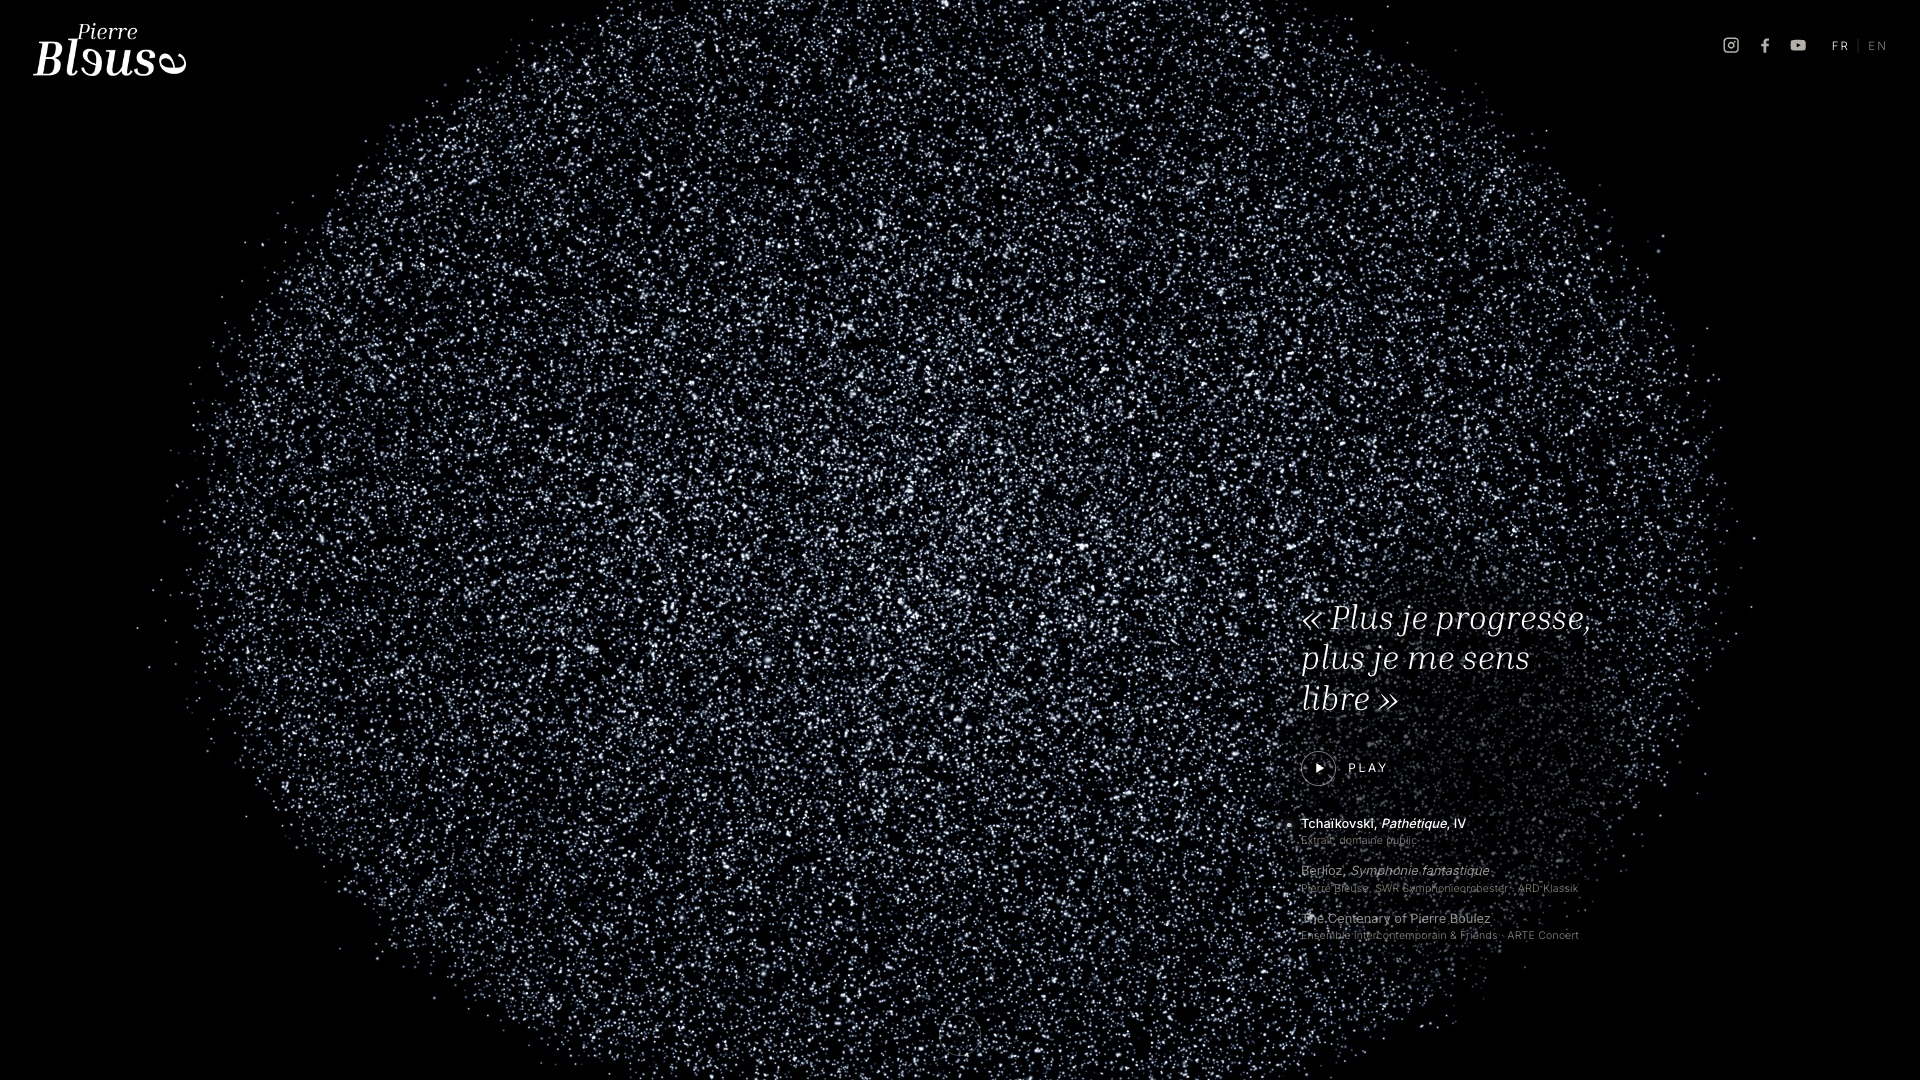 Pierre
Bleuse
FR | EN
« Plus je progresse,
plus je me sens
libre »
PLAY
Tchaïkovski, Pathétique, IV
Extrait, domaine public
Berlioz, Symphonie fantastique
Pierre Bleuse, SWR Symphonieorchester · ARD Klassik
The Centenary of Pierre Boulez
Ensemble intercontemporain & Friends · ARTE Concert